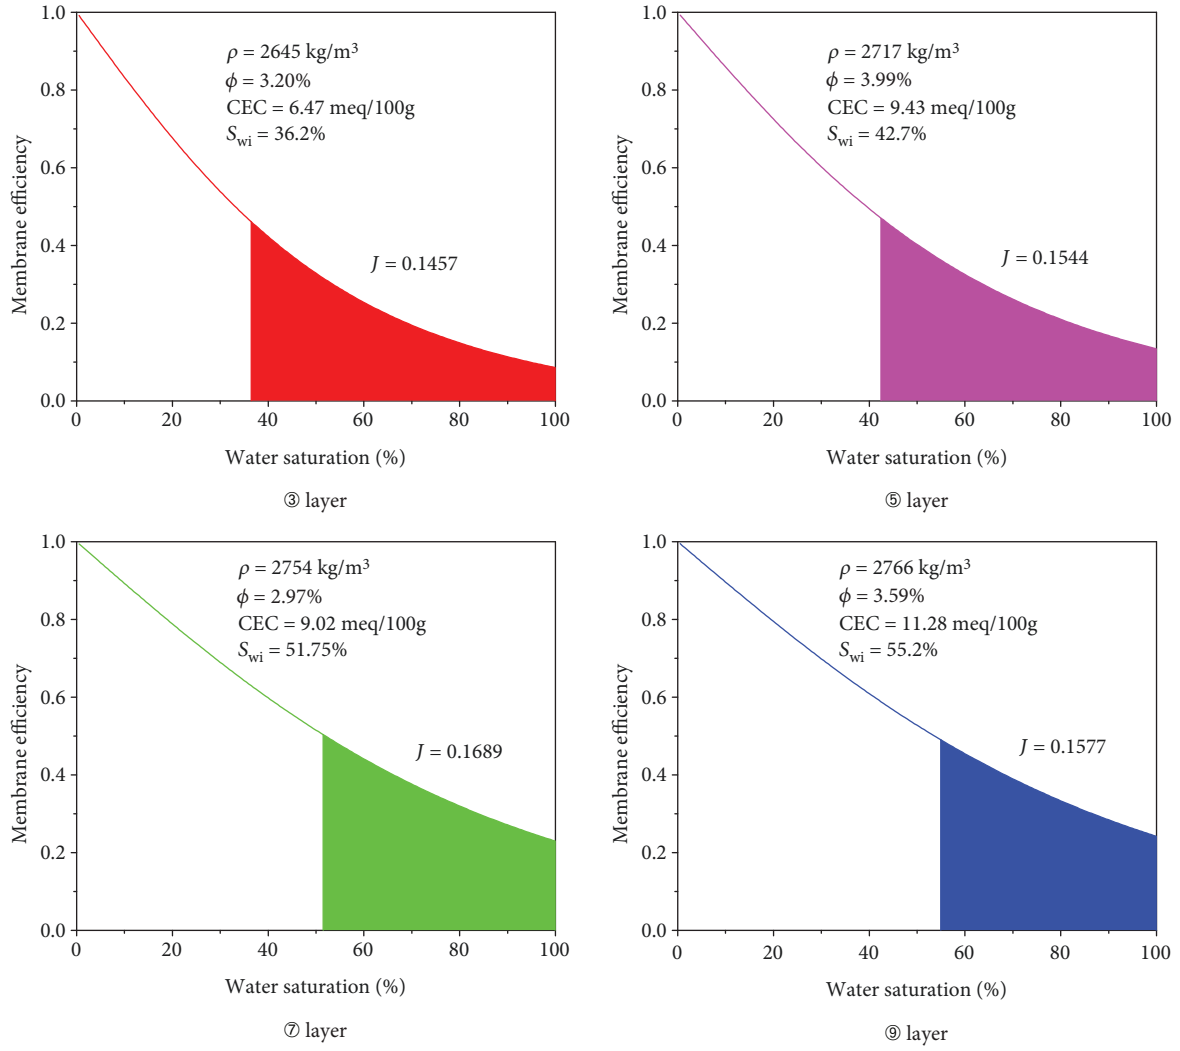 1.0
0.8
0.6
0.4
0.2
0.0
Membrane efficiency
ρ = 2645 kg/m³
ϕ = 3.20%
CEC = 6.47 meq/100g
Swi = 36.2%
J = 0.1457
0 20 40 60 80 100
Water saturation (%)
③ layer
1.0
0.8
0.6
0.4
0.2
0.0
Membrane efficiency
ρ = 2717 kg/m³
ϕ = 3.99%
CEC = 9.43 meq/100g
Swi = 42.7%
J = 0.1544
0 20 40 60 80 100
Water saturation (%)
⑤ layer
1.0
0.8
0.6
0.4
0.2
0.0
Membrane efficiency
ρ = 2754 kg/m³
ϕ = 2.97%
CEC = 9.02 meq/100g
Swi = 51.75%
J = 0.1689
0 20 40 60 80 100
Water saturation (%)
⑦ layer
1.0
0.8
0.6
0.4
0.2
0.0
Membrane efficiency
ρ = 2766 kg/m³
ϕ = 3.59%
CEC = 11.28 meq/100g
Swi = 55.2%
J = 0.1577
0 20 40 60 80 100
Water saturation (%)
⑨ layer